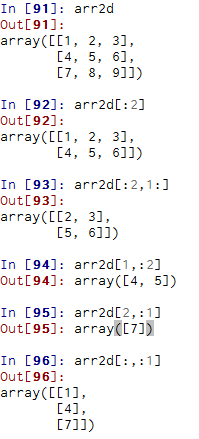 In [91]: arr2d
Out[91]:
array([[1, 2, 3],
       [4, 5, 6],
       [7, 8, 9]])
In [92]: arr2d[:2]
Out[92]:
array([[1, 2, 3],
       [4, 5, 6]])
In [93]: arr2d[:2,1:]
Out[93]:
array([[2, 3],
       [5, 6]])
In [94]: arr2d[1,:2]
Out[94]: array([4, 5])
In [95]: arr2d[2,:1]
Out[95]: array([7])
In [96]: arr2d[:,:1]
Out[96]:
array([[1],
       [4],
       [7]])